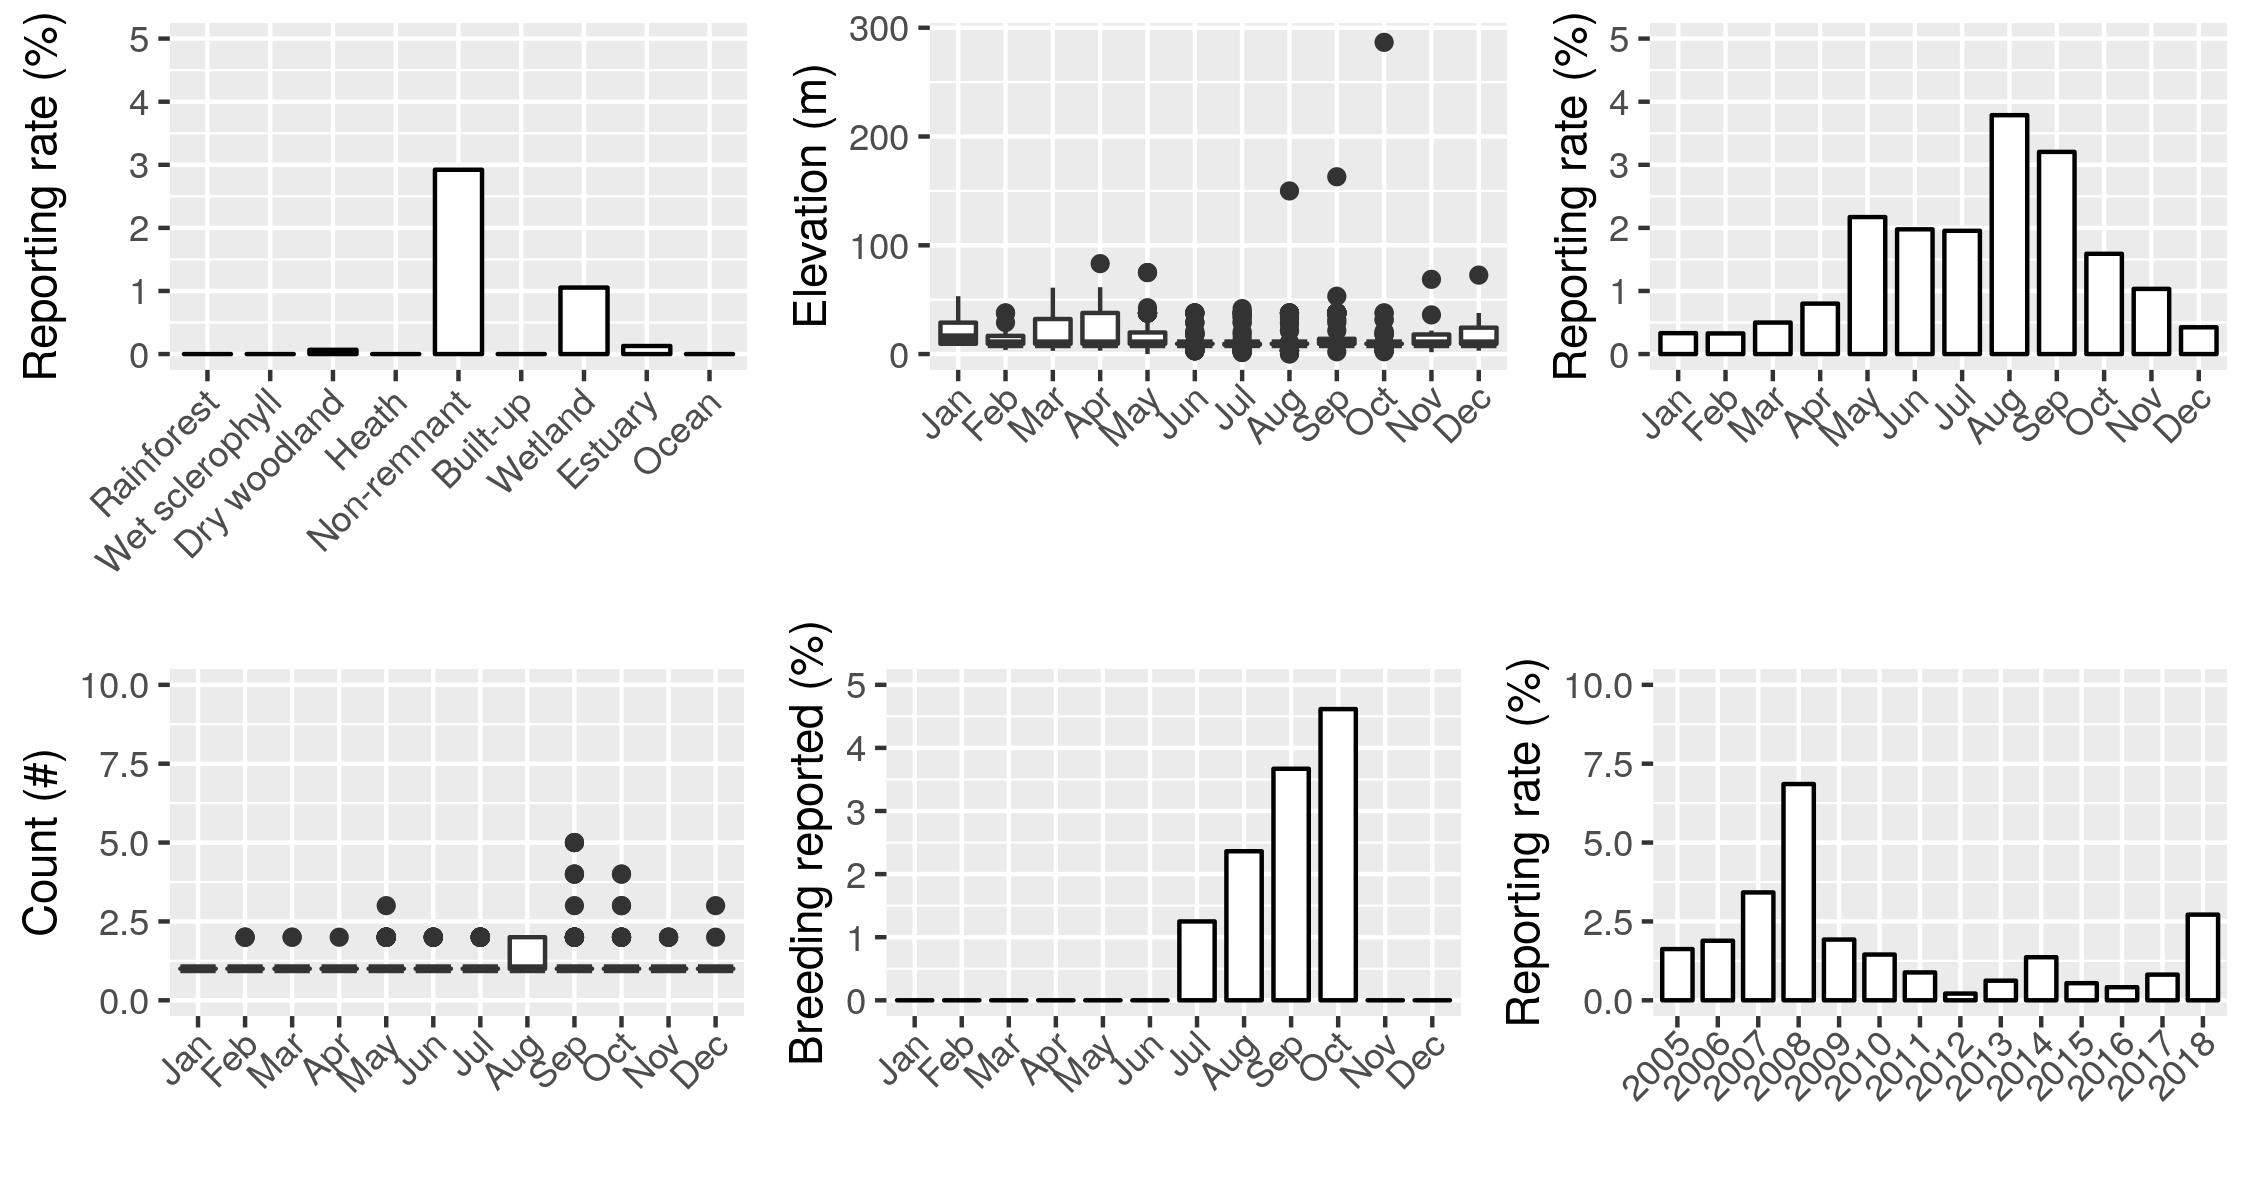 Reporting rate (%)
5
4
3
2
1
0
Rainforest
Wet sclerophyll
Dry woodland
Heath
Non-remnant
Built-up
Wetland
Estuary
Ocean
Elevation (m)
300
200
100
0
Jan
Feb
Mar
Apr
May
Jun
Jul
Aug
Sep
Oct
Nov
Dec
Reporting rate (%)
5
4
3
2
1
0
Jan
Feb
Mar
Apr
May
Jun
Jul
Aug
Sep
Oct
Nov
Dec
Count (#)
10.0
7.5
5.0
2.5
0.0
Jan
Feb
Mar
Apr
May
Jun
Jul
Aug
Sep
Oct
Nov
Dec
Breeding reported (%)
5
4
3
2
1
0
Jan
Feb
Mar
Apr
May
Jun
Jul
Aug
Sep
Oct
Nov
Dec
Reporting rate (%)
10.0
7.5
5.0
2.5
0.0
2005
2006
2007
2008
2009
2010
2011
2012
2013
2014
2015
2016
2017
2018